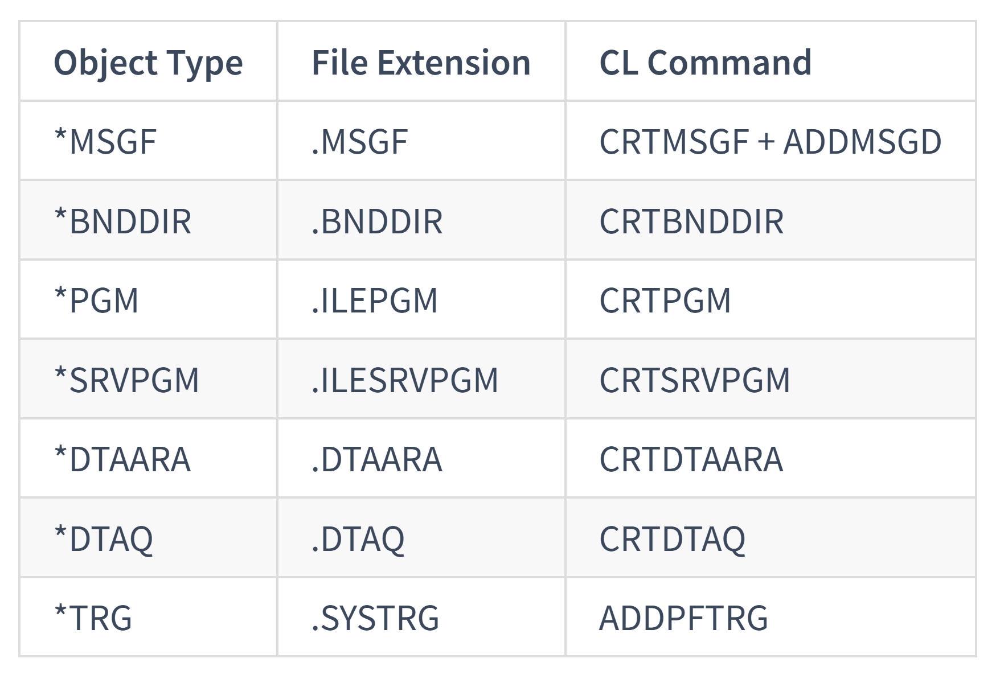 Object Type File Extension CL Command
*MSGF .MSGF CRTMSGF + ADDMSGD
*BNDDIR .BNDDIR CRTBNDDIR
*PGM .ILEPGM CRTPGM
*SRVPGM .ILESRVPGM CRTSRVPGM
*DTAARA .DTAARA CRTDTAARA
*DTAQ .DTAQ CRTDTAQ
*TRG .SYSTRG ADDPFTRG